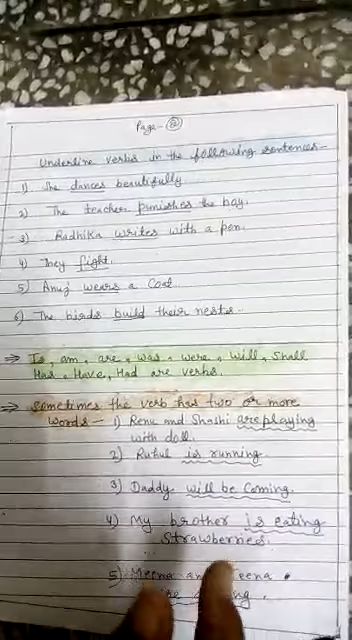 Page- ②
Underline verbs in the following sentences-
1) She dances beautifully
2) The teacher punishes the boy.
3) Radhika writes with a pen.
4) They fight.
5) Anuj wears a Coat
6) The birds build their nests.
⇒ Is, am, are, was, were, will, Shall
Has, Have, Had are verbs.
⇒ Sometimes the verb has two or more
words- 1) Renu and Shashi are playing
with doll.
2) Rahul is running.
3) Daddy will be Coming.
4) My brother is eating
Strawberries.
5) Meena and Teena